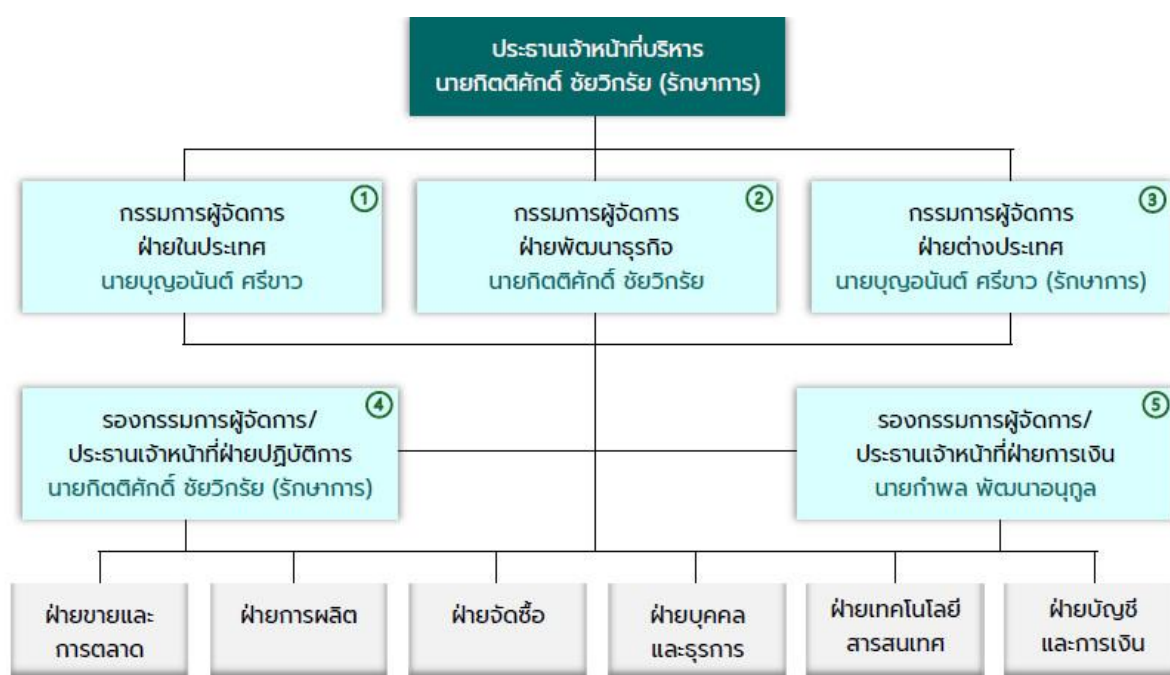 ประธานเจ้าหน้าที่บริหาร
นายกิตติศักดิ์ ชัยวิกรัย (รักษาการ)
1
กรรมการผู้จัดการ
ฝ่ายในประเทศ
นายบุญอนันต์ ศรีขาว
2
กรรมการผู้จัดการ
ฝ่ายพัฒนาธุรกิจ
นายกิตติศักดิ์ ชัยวิกรัย
3
กรรมการผู้จัดการ
ฝ่ายต่างประเทศ
นายบุญอนันต์ ศรีขาว (รักษาการ)
4
รองกรรมการผู้จัดการ/
ประธานเจ้าหน้าที่ฝ่ายปฏิบัติการ
นายกิตติศักดิ์ ชัยวิกรัย (รักษาการ)
5
รองกรรมการผู้จัดการ/
ประธานเจ้าหน้าที่ฝ่ายการเงิน
นายกำพล พัฒนาอนุกูล
ฝ่ายขายและ
การตลาด
ฝ่ายการผลิต
ฝ่ายจัดซื้อ
ฝ่ายบุคคล
และธุรการ
ฝ่ายเทคโนโลยี
สารสนเทศ
ฝ่ายบัญชี
และการเงิน